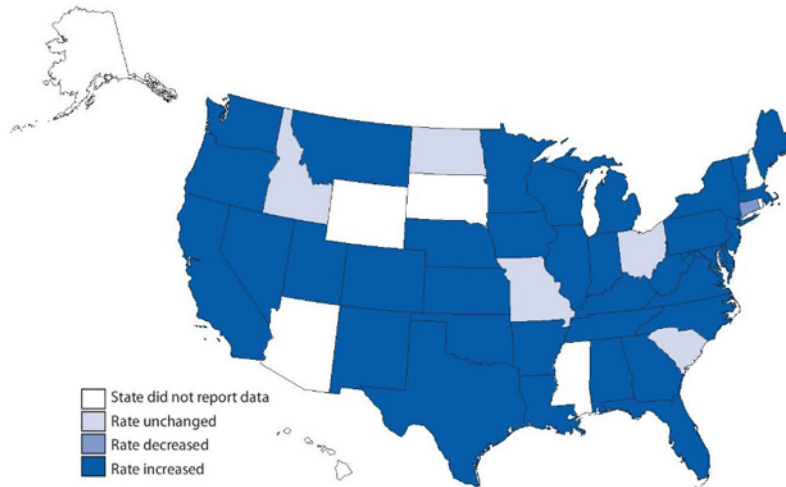 State did not report data
Rate unchanged
Rate decreased
Rate increased